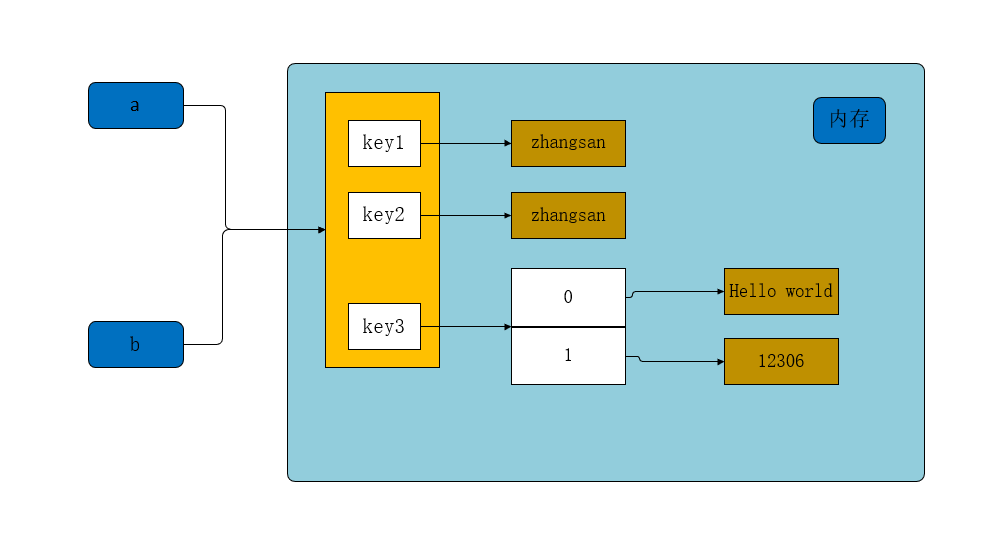 a
内存
key1
zhangsan
key2
zhangsan
0
Hello world
key3
b
1
12306